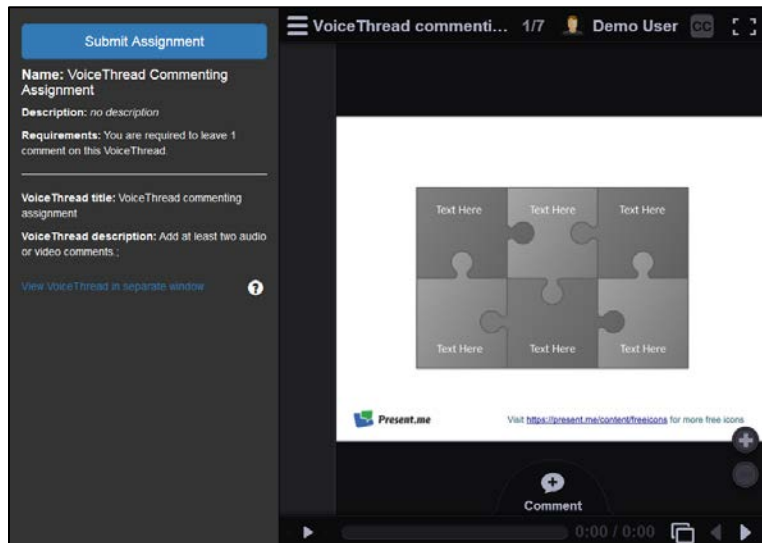 Submit Assignment
Name: VoiceThread Commenting
Assignment
Description: no description
Requirements: You are required to leave 1
comment on this VoiceThread.
VoiceThread title: VoiceThread commenting
assignment
VoiceThread description: Add at least two audio
or video comments.;
View VoiceThread in separate window
?
VoiceThread commenti... 1/7 Demo User CC
Text Here Text Here Text Here
Text Here Text Here Text Here
Present.me Visit https://present.me/content/freeicons for more free icons
Comment
0:00 / 0:00